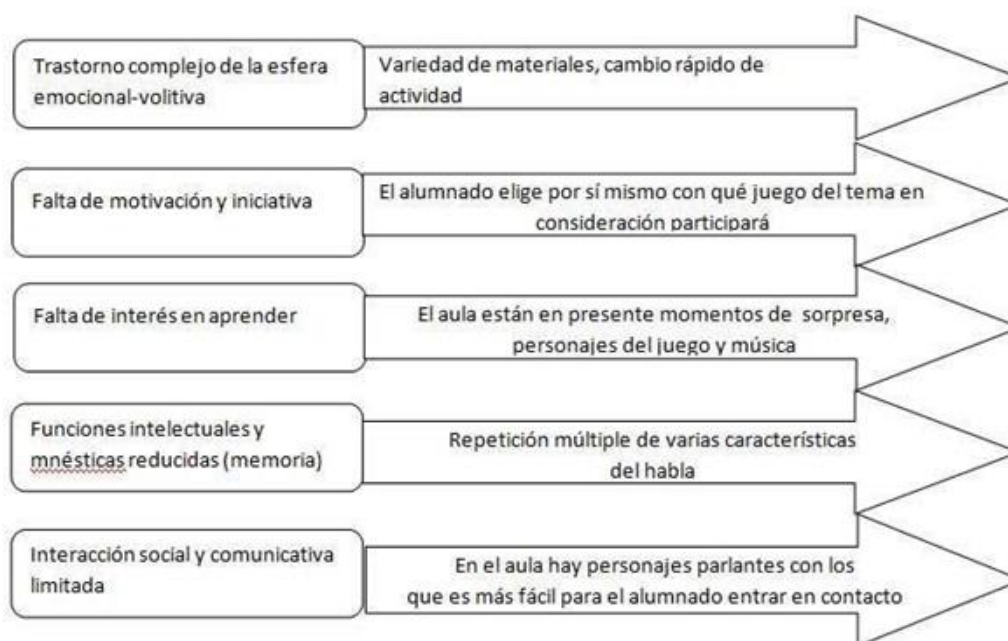 Trastorno complejo de la esfera
emocional-volitiva
Variedad de materiales, cambio rápido de
actividad
Falta de motivación y iniciativa
El alumnado elige por sí mismo con qué juego del tema en
consideración participará
Falta de interés en aprender
El aula están en presente momentos de sorpresa,
personajes del juego y música
Funciones intelectuales y
mnésticas reducidas (memoria)
Repetición múltiple de varias características
del habla
Interacción social y comunicativa
limitada
En el aula hay personajes parlantes con los
que es más fácil para el alumnado entrar en contacto